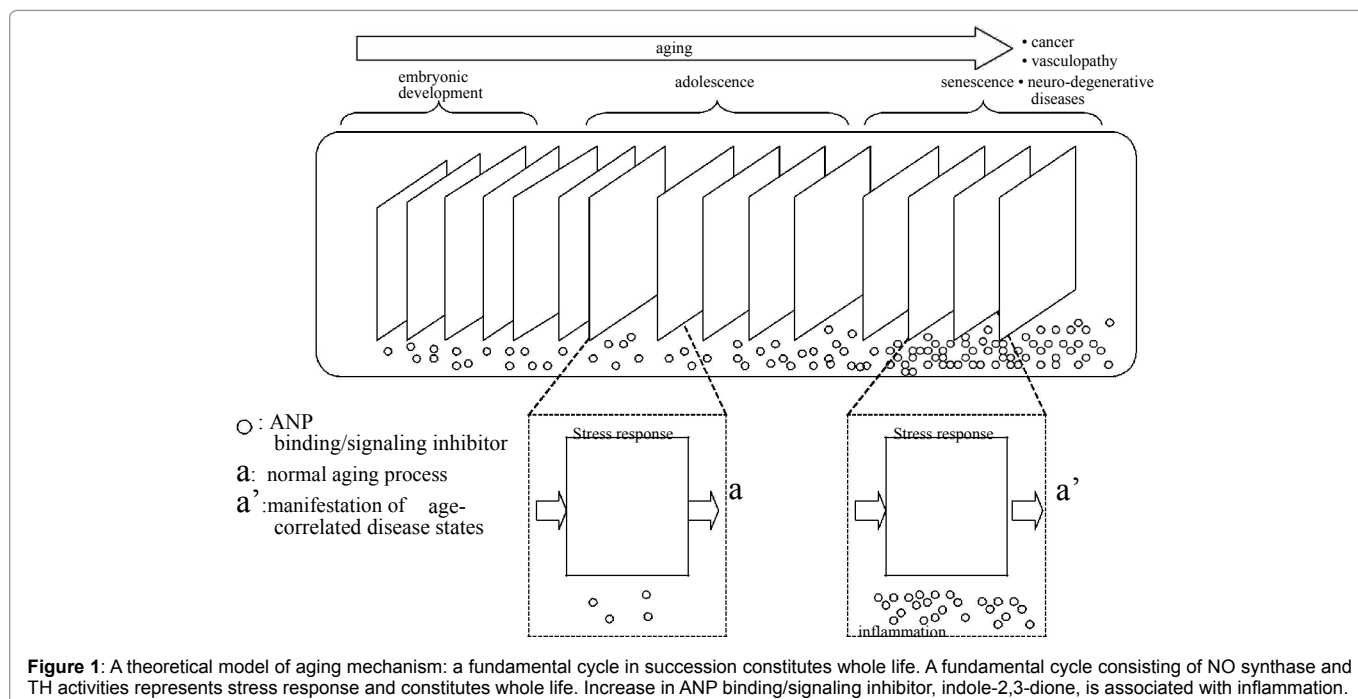 aging
• cancer
• vasculopathy
senescence • neuro-degenerative
diseases
embryonic
development
adolescence
○ : ANP
binding/signaling inhibitor
a: normal aging process
a’:manifestation of age-
correlated disease states
Stress response
a
Stress response
a’
inflammation
Figure 1: A theoretical model of aging mechanism: a fundamental cycle in succession constitutes whole life. A fundamental cycle consisting of NO synthase and
TH activities represents stress response and constitutes whole life. Increase in ANP binding/signaling inhibitor, indole-2,3-dione, is associated with inflammation.